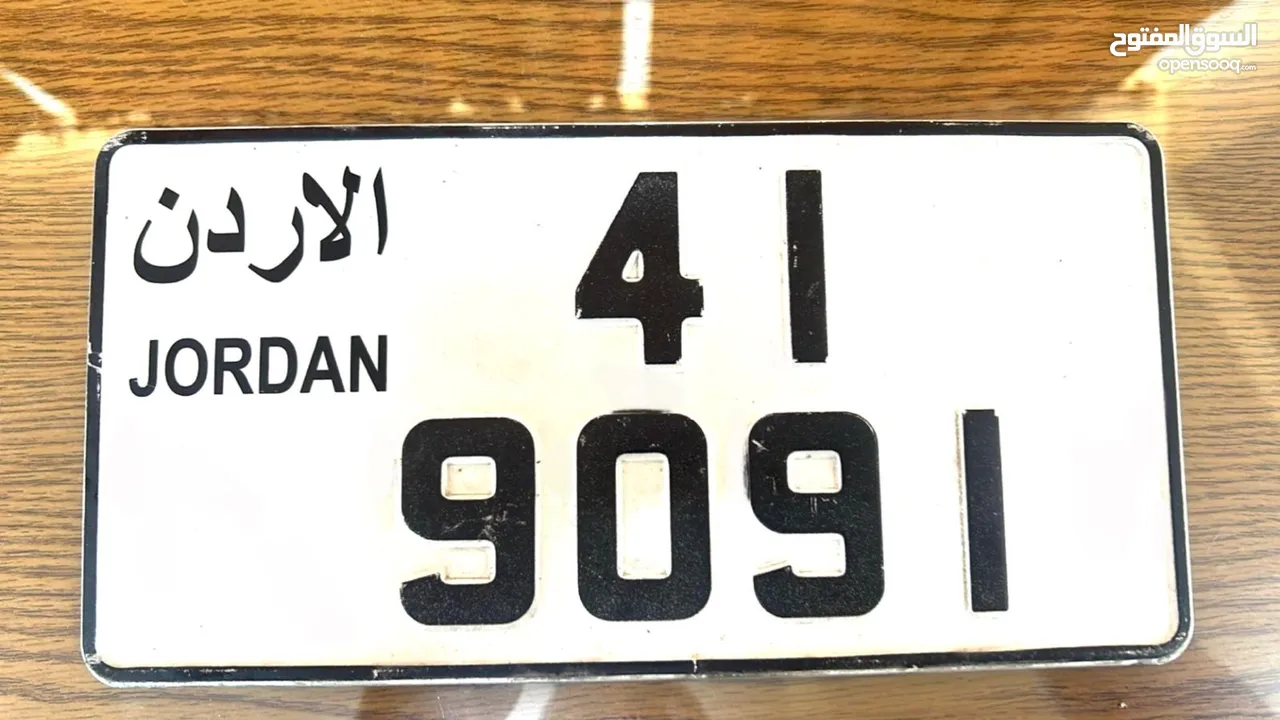 السوق المفتوح
opensooq.com
الاردن
41
JORDAN
9091